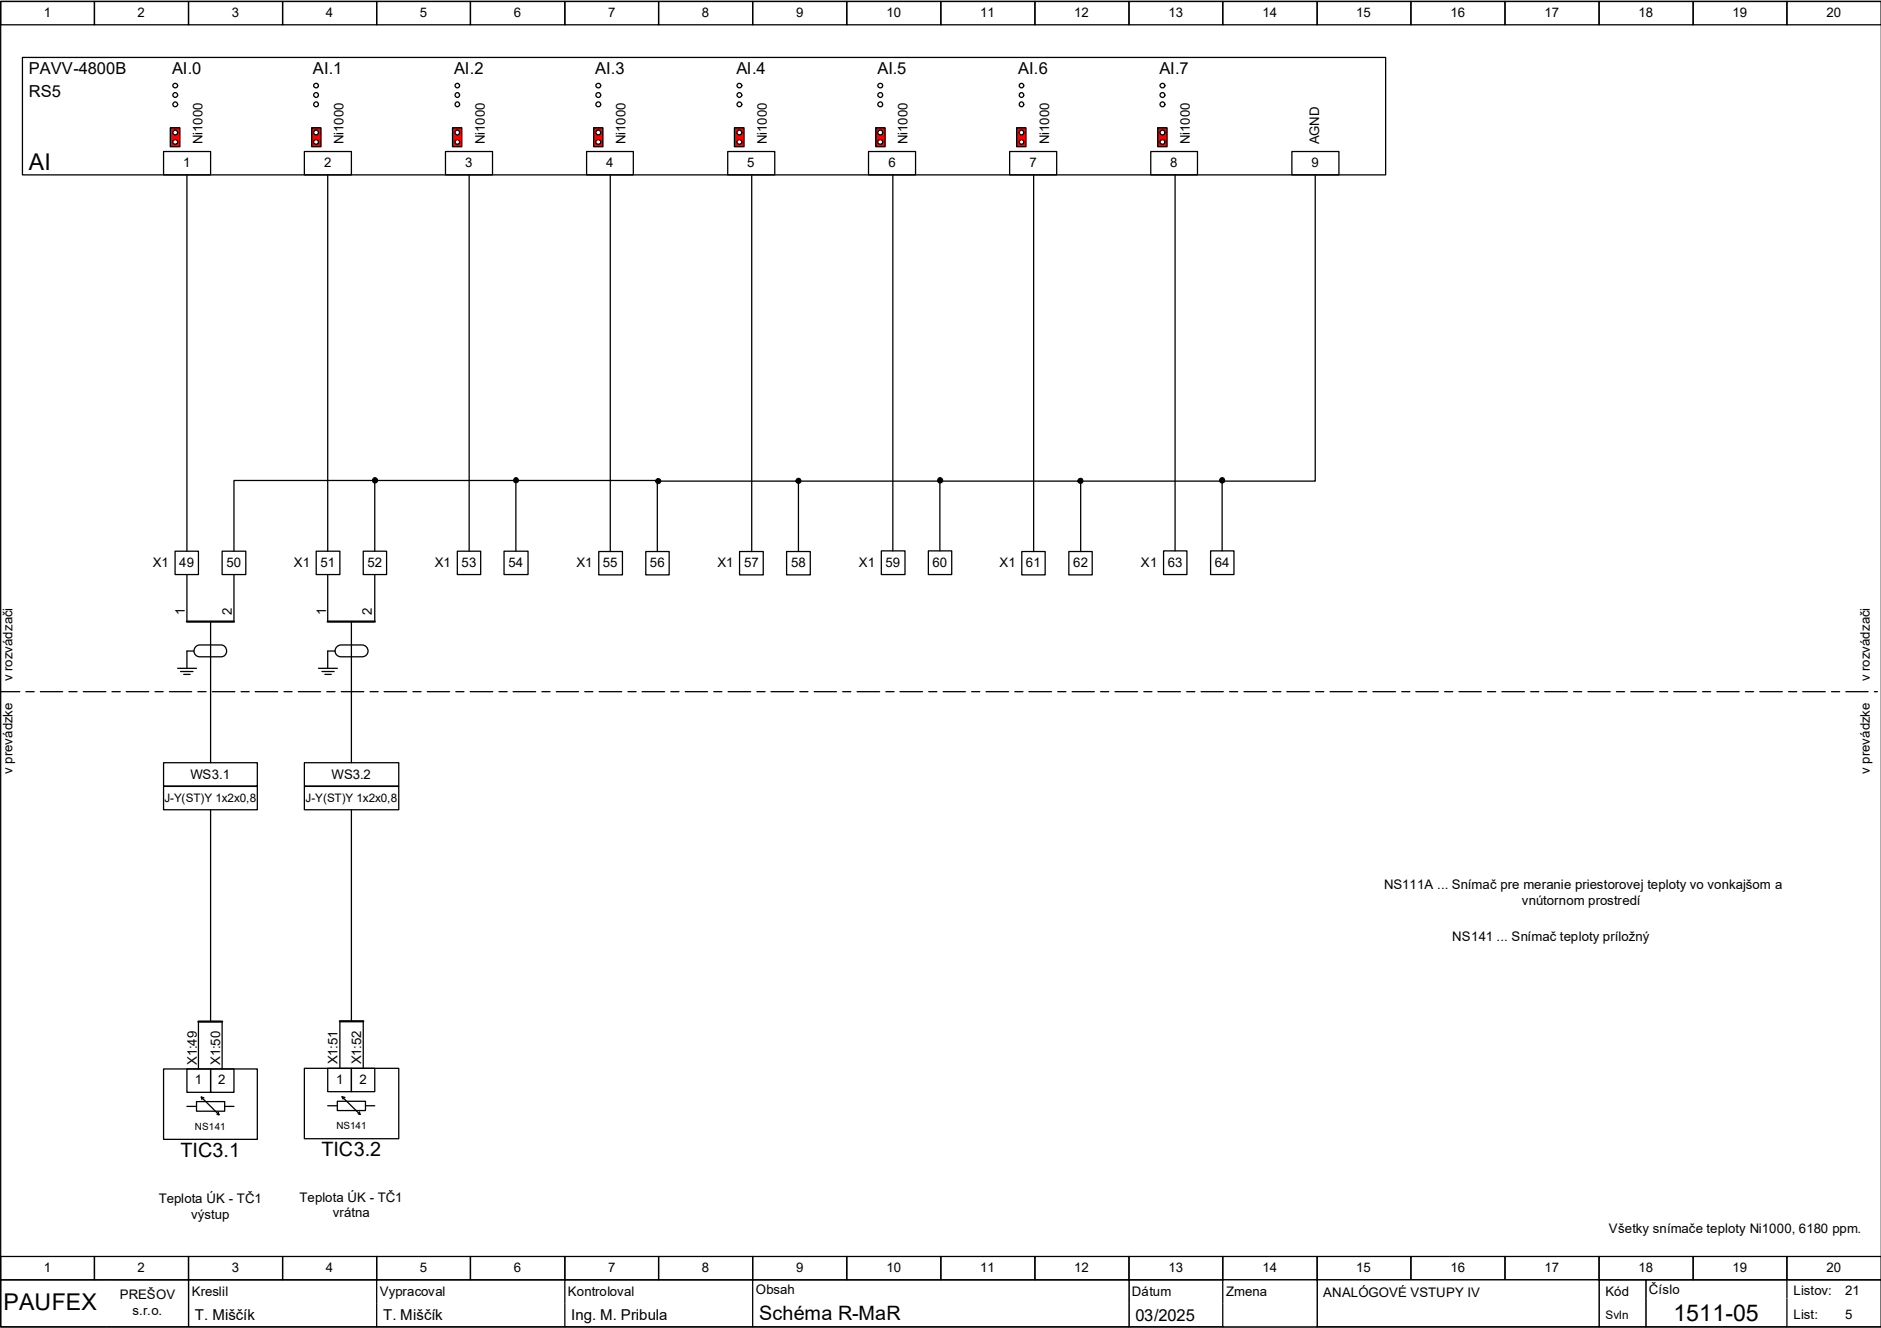 1 2 3 4 5 6 7 8 9 10 11 12 13 14 15 16 17 18 19 20
PAVV-4800B AI.0 AI.1 AI.2 AI.3 AI.4 AI.5 AI.6 AI.7
RS5
Ni1000 Ni1000 Ni1000 Ni1000 Ni1000 Ni1000 Ni1000 Ni1000 AGND
AI 1 2 3 4 5 6 7 8 9
X1 49 50 X1 51 52 X1 53 54 X1 55 56 X1 57 58 X1 59 60 X1 61 62 X1 63 64
1 2 1 2
v rozvádzači v rozvádzači
v prevádzke v prevádzke
WS3.1 WS3.2
J-Y(ST)Y 1x2x0,8 J-Y(ST)Y 1x2x0,8
NS111A ... Snímač pre meranie priestorovej teploty vo vonkajšom a
vnútornom prostredí
NS141 ... Snímač teploty príložný
X1:49 X1:50 X1:51 X1:52
1 2 1 2
NS141 NS141
TIC3.1 TIC3.2
Teplota ÚK - TČ1 Teplota ÚK - TČ1
výstup vrátna
Všetky snímače teploty Ni1000, 6180 ppm.
1 2 3 4 5 6 7 8 9 10 11 12 13 14 15 16 17 18 19 20
PAUFEX PREŠOV s.r.o.
Kreslil Vypracoval Kontroloval Obsah Dátum Zmena ANALÓGOVÉ VSTUPY IV Kód Číslo Listov: 21
T. Miščík T. Miščík Ing. M. Pribula Schéma R-MaR 03/2025 Svln 1511-05 List: 5